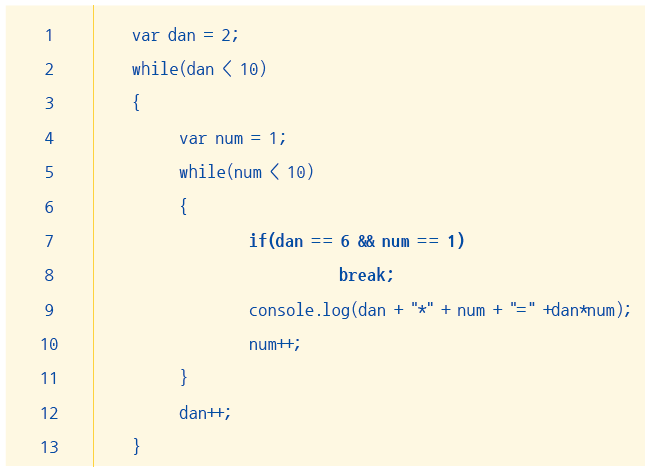 1 var dan = 2;
2 while(dan < 10)
3 {
4 var num = 1;
5 while(num < 10)
6 {
7 if(dan == 6 && num == 1)
8 break;
9 console.log(dan + "*" + num + "=" +dan*num);
10 num++;
11 }
12 dan++;
13 }